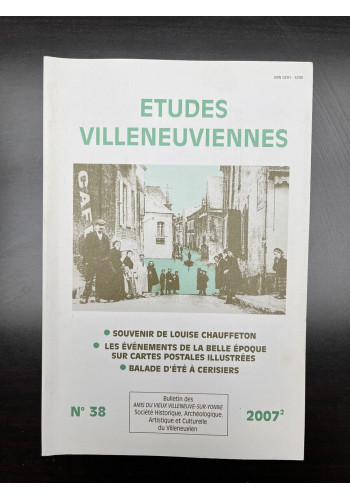 ETUDES
VILLENEUVIENNES
CAFÉ
• SOUVENIR DE LOUISE CHAUFFETON
• LES ÉVÉNEMENTS DE LA BELLE ÉPOQUE
SUR CARTES POSTALES ILLUSTRÉES
• BALADE D'ÉTÉ À CERISIERS
N° 38
Bulletin des
AMIS DU VIEUX VILLENEUVE-SUR-YONNE
Société Historique, Archéologique,
Artistique et Culturelle
du Villeneuvien
2007²